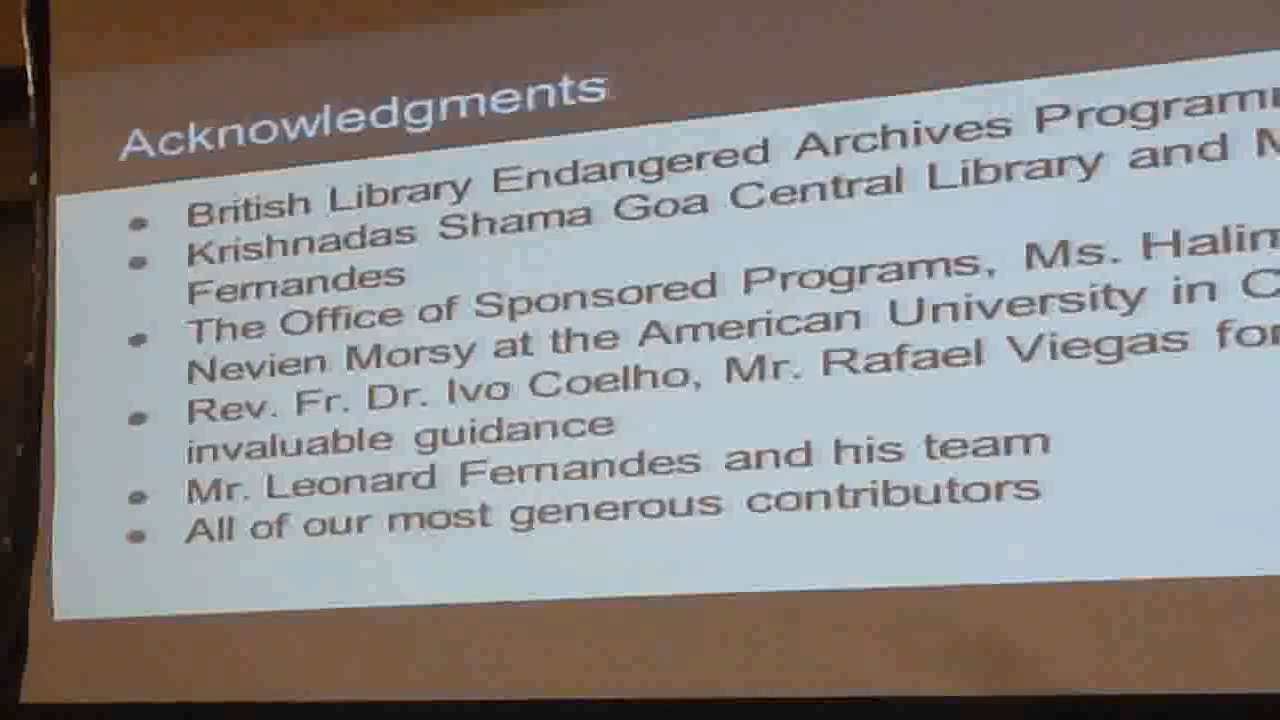 Acknowledgments
• British Library Endangered Archives
• Krishnadas Shama Goa Central Library and
Fernandes
• The Office of Sponsored Programs, Ms.
Nevien Morsy at the American University in
• Rev. Fr. Dr. Ivo Coelho, Mr. Rafael Viegas for
invaluable guidance
• Mr. Leonard Fernandes and his team
• All of our most generous contributors